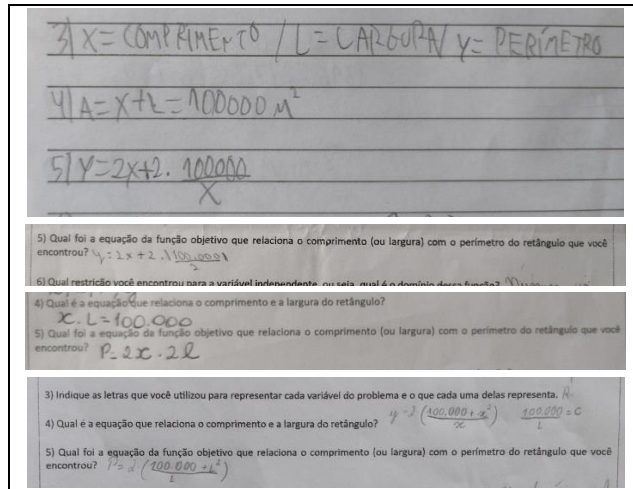 3) X = COMPRIMENTO / L = LARGURA / Y = PERÍMETRO
4) A = X + L = 100000 M²
5) Y = 2X + 2 . 100000 / X
5) Qual foi a equação da função objetivo que relaciona o comprimento (ou largura) com o perímetro do retângulo que você
encontrou? y = 2x + 2 . (100.000) / 2
6) Qual restrição você encontrou para a variável independente, ou seja, qual é o domínio dessa função?
4) Qual é a equação que relaciona o comprimento e a largura do retângulo?
x . L = 100.000
5) Qual foi a equação da função objetivo que relaciona o comprimento (ou largura) com o perímetro do retângulo que você
encontrou? P = 2x . 2l
3) Indique as letras que você utilizou para representar cada variável do problema e o que cada uma delas representa.
4) Qual é a equação que relaciona o comprimento e a largura do retângulo? y = 2 (100.000 + x² / x) 100.000 / L = C
5) Qual foi a equação da função objetivo que relaciona o comprimento (ou largura) com o perímetro do retângulo que você
encontrou? P = 2 (100.000 + L² / L)